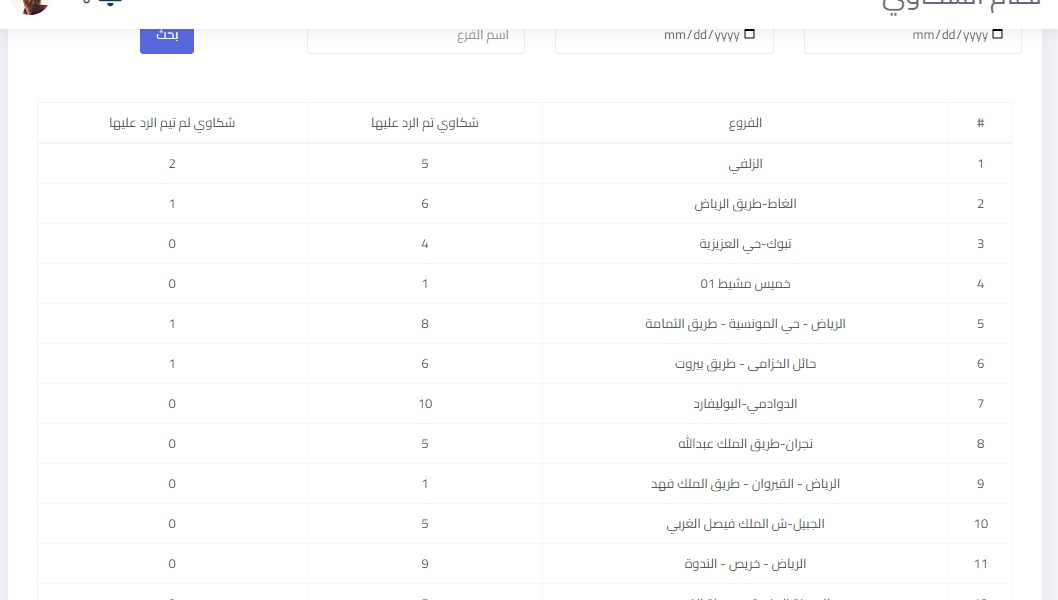 نظام الشكاوي
mm/dd/yyyy mm/dd/yyyy اسم الفرع بحث
# الفروع شكاوي تم الرد عليها شكاوي لم تيم الرد عليها
1 الزلفي 5 2
2 الغاط-طريق الرياض 6 1
3 تبوك-حي العزيزية 4 0
4 خميس مشيط 01 1 0
5 الرياض - حي المونسية - طريق الثمامة 8 1
6 حائل الخزامى - طريق بيروت 6 1
7 الدوادمي-البوليفارد 10 0
8 نجران-طريق الملك عبدالله 5 0
9 الرياض - القيروان - طريق الملك فهد 1 0
10 الجبيل-ش الملك فيصل الغربي 5 0
11 الرياض - خريص - الندوة 9 0